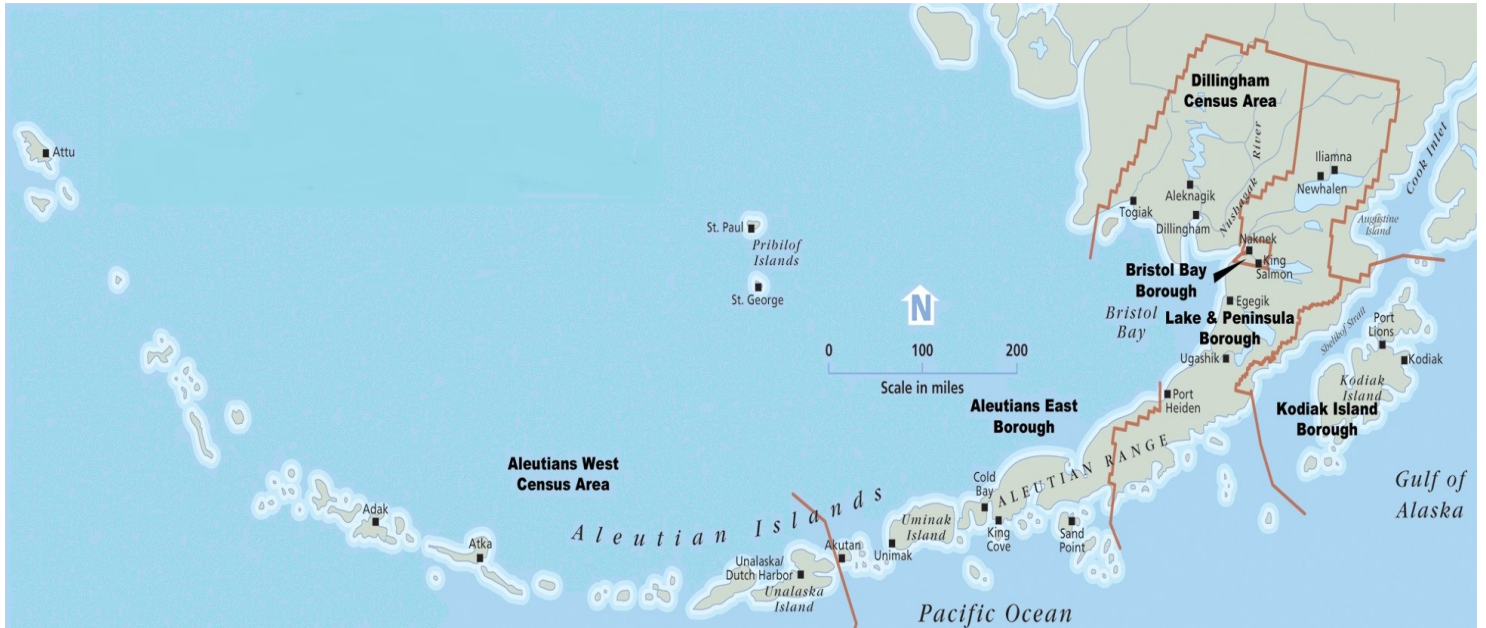 Dillingham
Census Area
River
Nushagak
Cook Inlet
Attu
Iliamna
Newhalen
Aleknagik
Togiak
Dillingham
Augustine
Island
St. Paul
Pribilof
Islands
Naknek
King
Salmon
Bristol Bay
Borough
St. George
N
Egegik
Bristol
Bay
Lake & Peninsula
Borough
Shelikof Strait
Port
Lions
Kodiak
0 100 200
Scale in miles
Ugashik
Kodiak
Island
Port
Heiden
Aleutians East
Borough
Kodiak Island
Borough
ALEUTIAN RANGE
Aleutians West
Census Area
Gulf of
Alaska
Cold
Bay
Aleutian Islands
Adak
Atka
Uminak
Island
King
Cove
Sand
Point
Akutan
Unimak
Unalaska/
Dutch Harbor
Unalaska
Island
Pacific Ocean